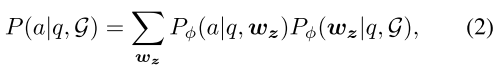 P(a|q, 𝒢) = ∑_{w_z} P_ϕ(a|q, w_z) P_ϕ(w_z|q, 𝒢), (2)